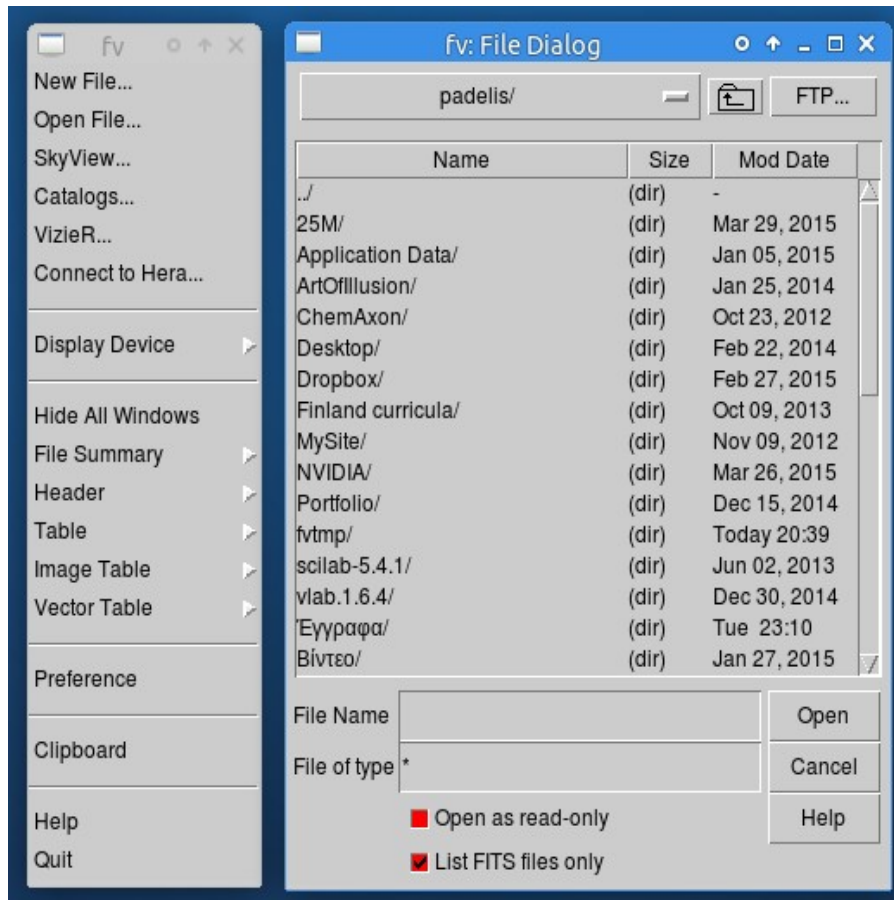 fv
New File...
Open File...
SkyView...
Catalogs...
VizieR...
Connect to Hera...
Display Device
Hide All Windows
File Summary
Header
Table
Image Table
Vector Table
Preference
Clipboard
Help
Quit
fv: File Dialog
padelis/ FTP...
Name Size Mod Date
../ (dir) -
25M/ (dir) Mar 29, 2015
Application Data/ (dir) Jan 05, 2015
ArtOfIllusion/ (dir) Jan 25, 2014
ChemAxon/ (dir) Oct 23, 2012
Desktop/ (dir) Feb 22, 2014
Dropbox/ (dir) Feb 27, 2015
Finland curricula/ (dir) Oct 09, 2013
MySite/ (dir) Nov 09, 2012
NVIDIA/ (dir) Mar 26, 2015
Portfolio/ (dir) Dec 15, 2014
fvtmp/ (dir) Today 20:39
scilab-5.4.1/ (dir) Jun 02, 2013
vlab.1.6.4/ (dir) Dec 30, 2014
Έγγραφα/ (dir) Tue 23:10
Βίντεο/ (dir) Jan 27, 2015
File Name Open
File of type * Cancel
Open as read-only Help
List FITS files only